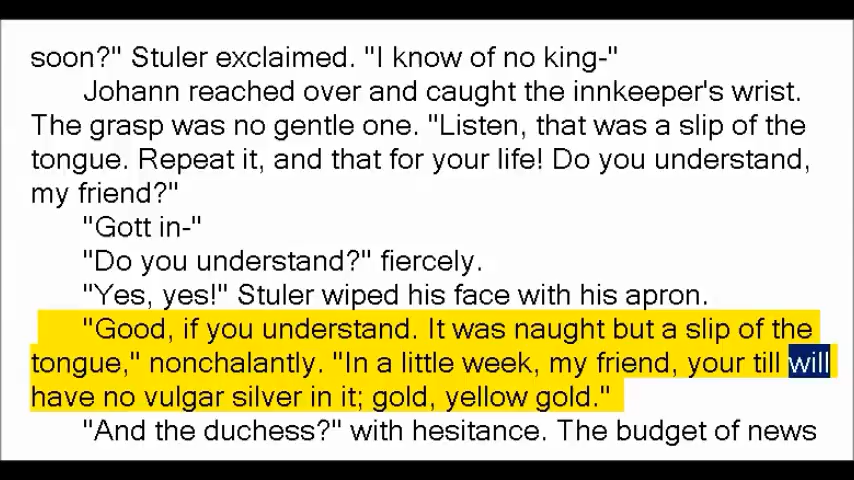 soon?" Stuler exclaimed. "I know of no king-"
Johann reached over and caught the innkeeper's wrist.
The grasp was no gentle one. "Listen, that was a slip of the
tongue. Repeat it, and that for your life! Do you understand,
my friend?"
"Gott in-"
"Do you understand?" fiercely.
"Yes, yes!" Stuler wiped his face with his apron.
"Good, if you understand. It was naught but a slip of the
tongue," nonchalantly. "In a little week, my friend, your till will
have no vulgar silver in it; gold, yellow gold."
"And the duchess?" with hesitance. The budget of news